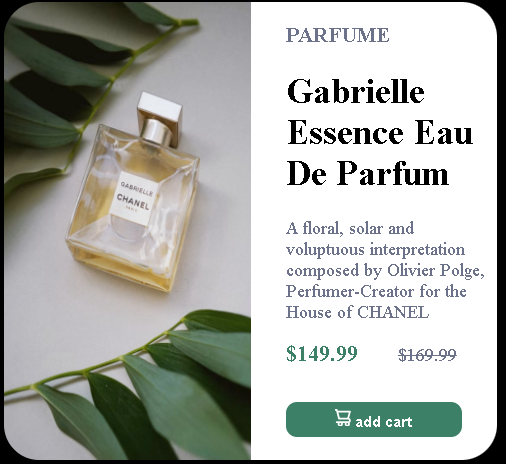 GABRIELLE
CHANEL
PARIS
PARFUME
Gabrielle
Essence Eau
De Parfum
A floral, solar and
voluptuous interpretation
composed by Olivier Polge,
Perfumer-Creator for the
House of CHANEL
$149.99 $169.99
add cart